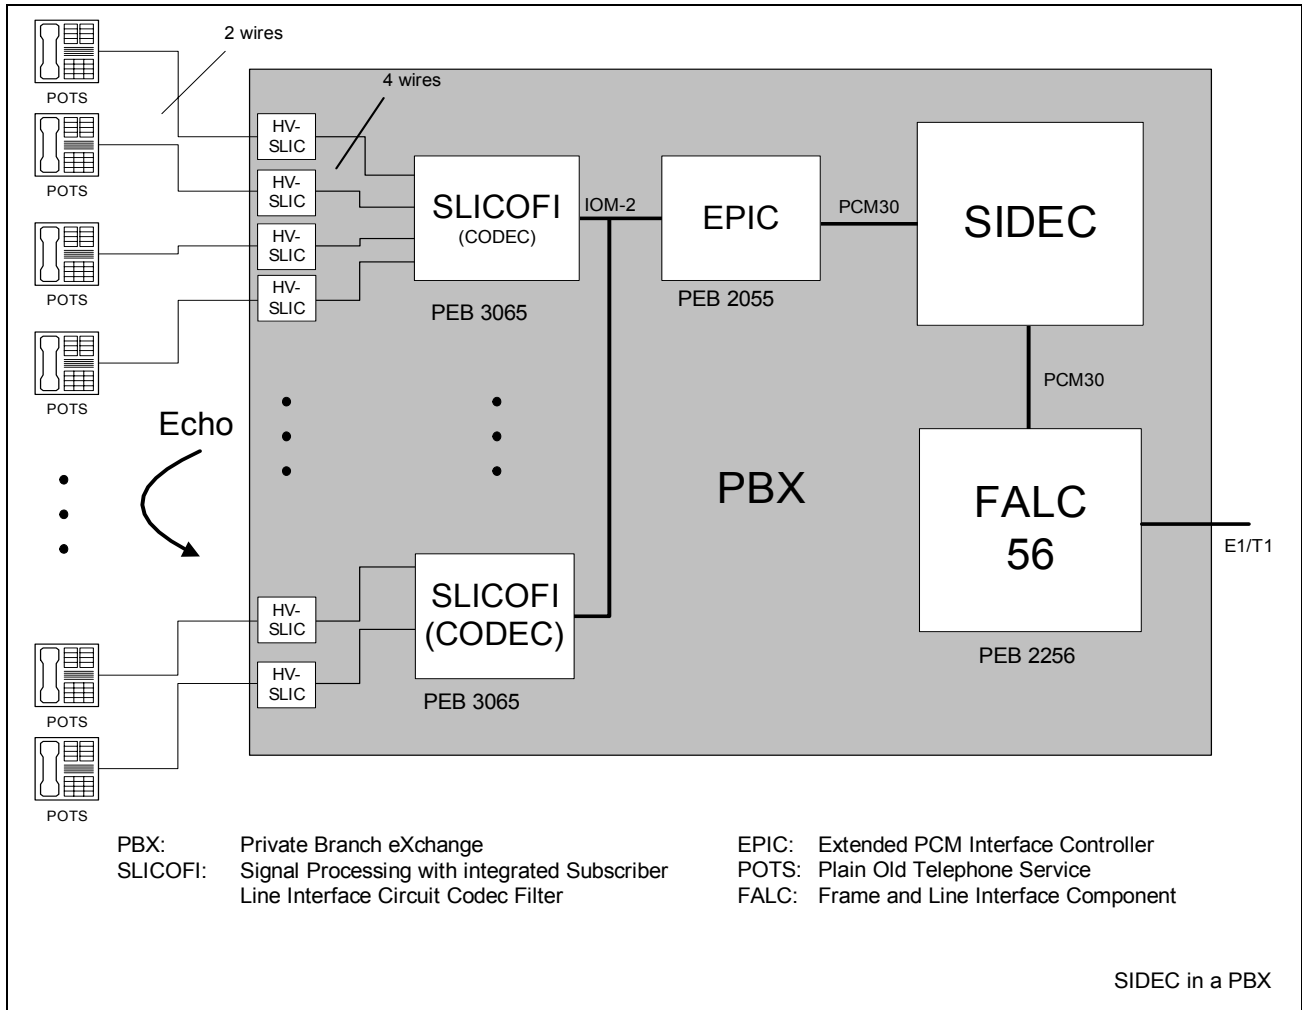 2 wires
4 wires
POTS
POTS
POTS
POTS
POTS
POTS
HV-
SLIC
HV-
SLIC
HV-
SLIC
HV-
SLIC
HV-
SLIC
HV-
SLIC
SLICOFI
(CODEC)
PEB 3065
IOM-2
EPIC
PEB 2055
PCM30
SIDEC
PCM30
Echo
PBX
FALC
56
PEB 2256
E1/T1
SLICOFI
(CODEC)
PEB 3065
PBX: Private Branch eXchange
SLICOFI: Signal Processing with integrated Subscriber
Line Interface Circuit Codec Filter
EPIC: Extended PCM Interface Controller
POTS: Plain Old Telephone Service
FALC: Frame and Line Interface Component
SIDEC in a PBX